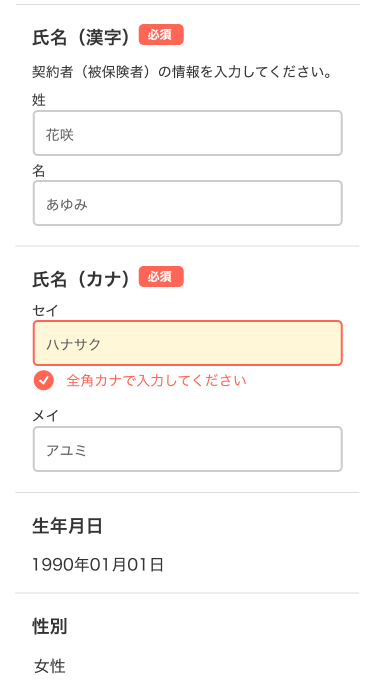 氏名（漢字） 必須
契約者（被保険者）の情報を入力してください。
姓
花咲
名
あゆみ
氏名（カナ） 必須
セイ
ハナサク
全角カナで入力してください
メイ
アユミ
生年月日
1990年01月01日
性別
女性